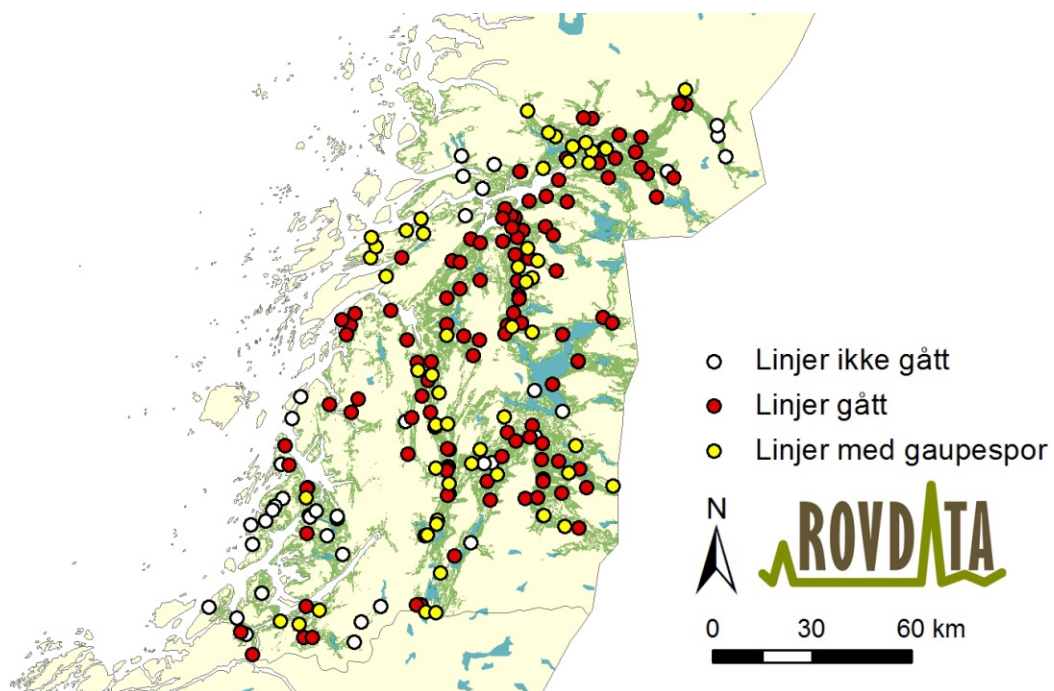 Linjer ikke gått
Linjer gått
Linjer med gaupespor
N
ROVDATA
0 30 60 km